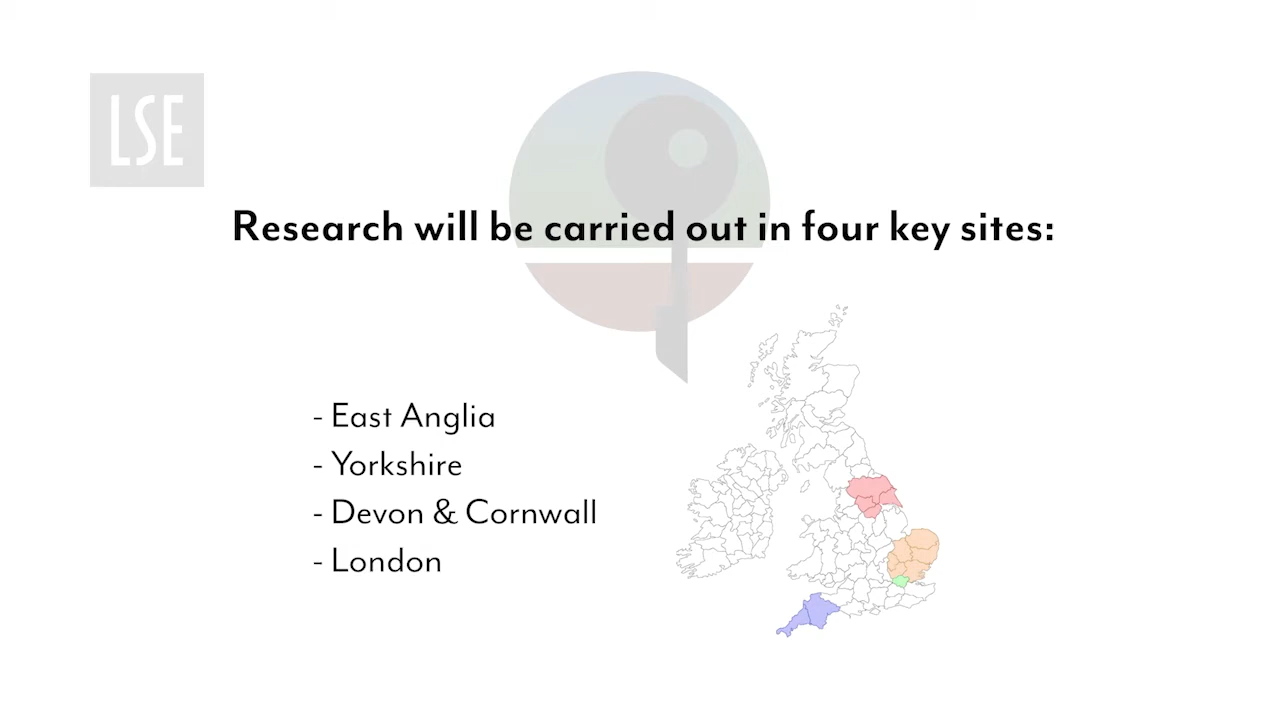 LSE
Research will be carried out in four key sites:
- East Anglia
- Yorkshire
- Devon & Cornwall
- London